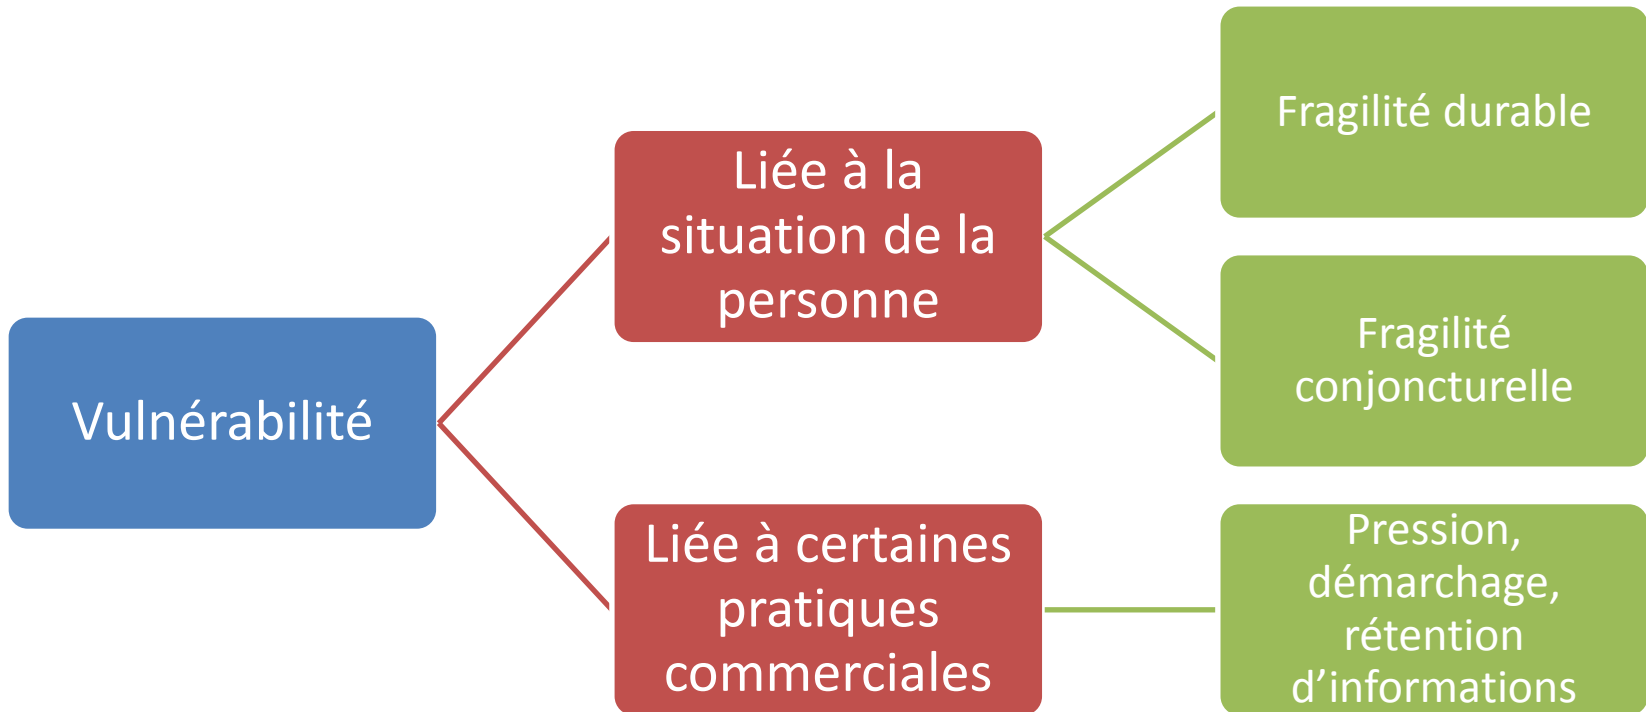 Vulnérabilité
Liée à la
situation de la
personne
Fragilité durable
Fragilité
conjoncturelle
Liée à certaines
pratiques
commerciales
Pression,
démarchage,
rétention
d’informations